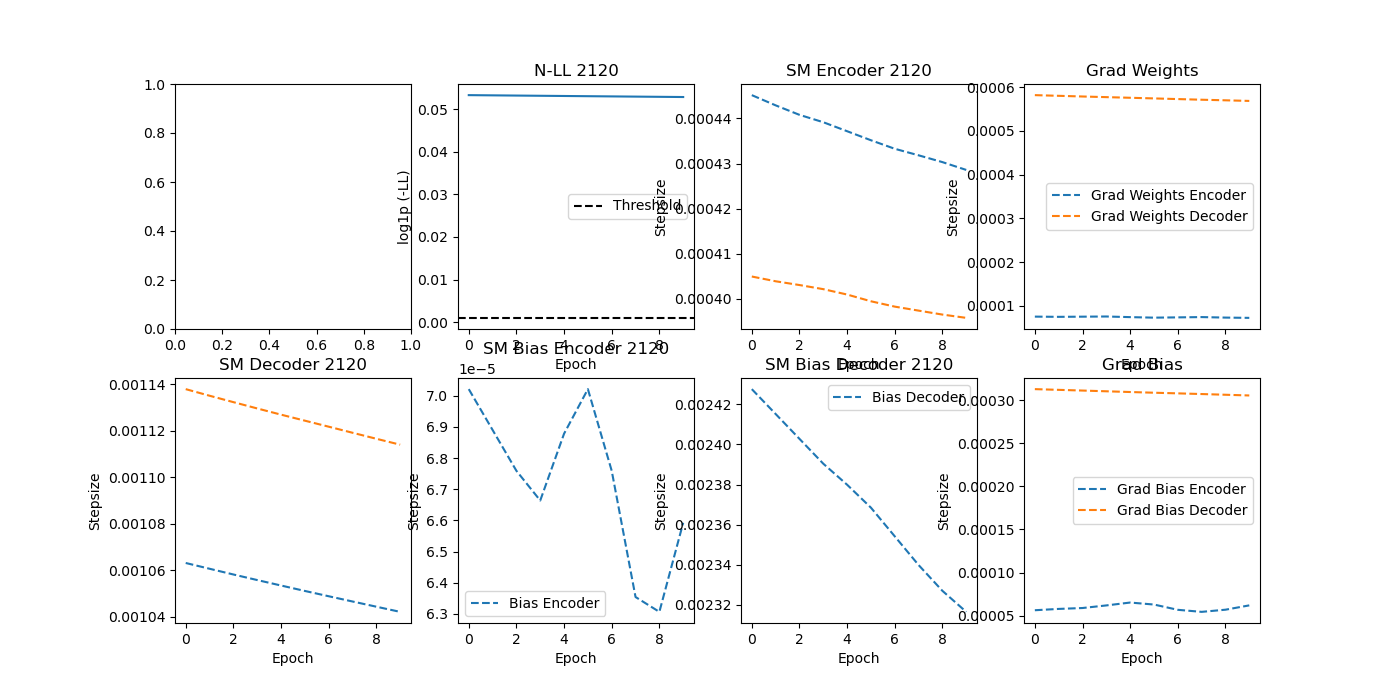 1.0
0.8
0.6
0.4
0.2
0.0
0.0 0.2 0.4 0.6 0.8 1.0
N-LL 2120
log1p (-LL)
0.05
0.04
0.03
0.02
0.01
0.00
Threshold
0 2 4 6 8
Epoch
SM Encoder 2120
Stepsize
0.00044
0.00043
0.00042
0.00041
0.00040
0 2 4 6 8
Epoch
Grad Weights
Stepsize
0.0006
0.0005
0.0004
0.0003
0.0002
0.0001
Grad Weights Encoder
Grad Weights Decoder
0 2 4 6 8
Epoch
SM Decoder 2120
Stepsize
0.00114
0.00112
0.00110
0.00108
0.00106
0.00104
0 2 4 6 8
Epoch
SM Bias Encoder 2120
1e−5
Stepsize
7.0
6.9
6.8
6.7
6.6
6.5
6.4
6.3
Bias Encoder
0 2 4 6 8
SM Bias Decoder 2120
Stepsize
0.00242
0.00240
0.00238
0.00236
0.00234
0.00232
Bias Decoder
0 2 4 6 8
Epoch
Grad Bias
Stepsize
0.00030
0.00025
0.00020
0.00015
0.00010
0.00005
Grad Bias Encoder
Grad Bias Decoder
0 2 4 6 8
Epoch